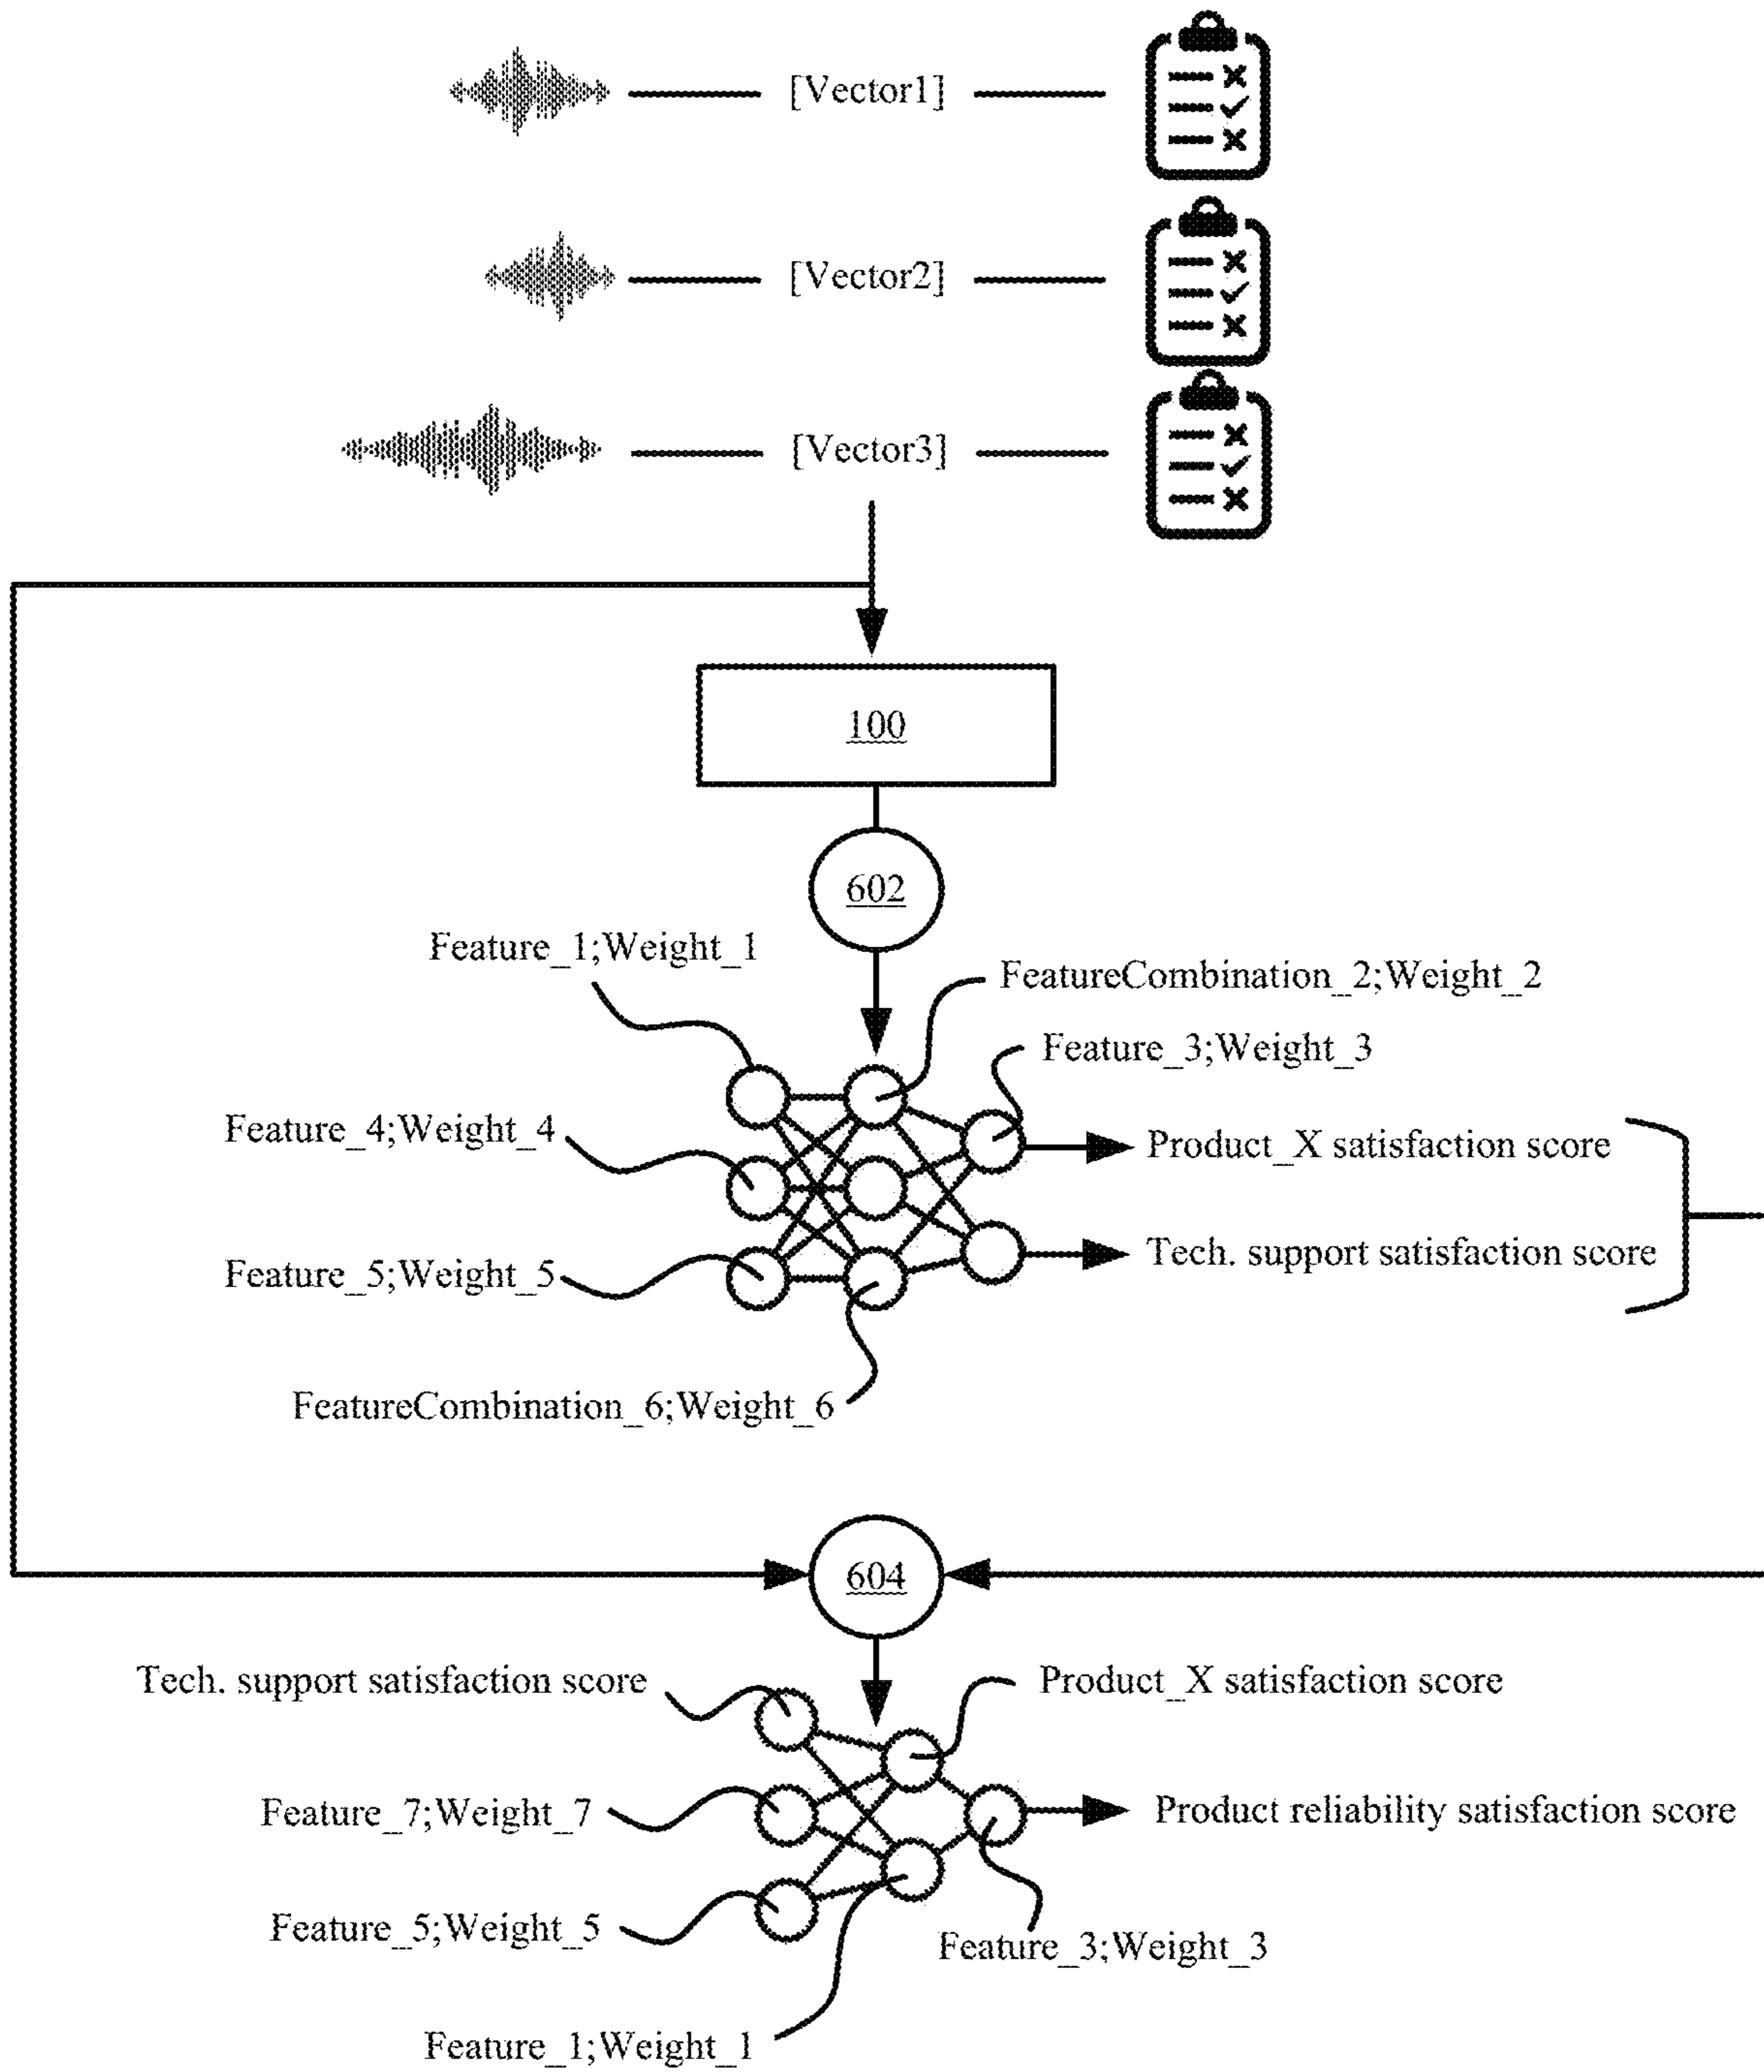 [Vector1]
[Vector2]
[Vector3]
100
602
Feature_1;Weight_1
FeatureCombination_2;Weight_2
Feature_3;Weight_3
Feature_4;Weight_4
Product_X satisfaction score
Tech. support satisfaction score
Feature_5;Weight_5
FeatureCombination_6;Weight_6
604
Tech. support satisfaction score
Product_X satisfaction score
Feature_7;Weight_7
Product reliability satisfaction score
Feature_5;Weight_5
Feature_3;Weight_3
Feature_1;Weight_1